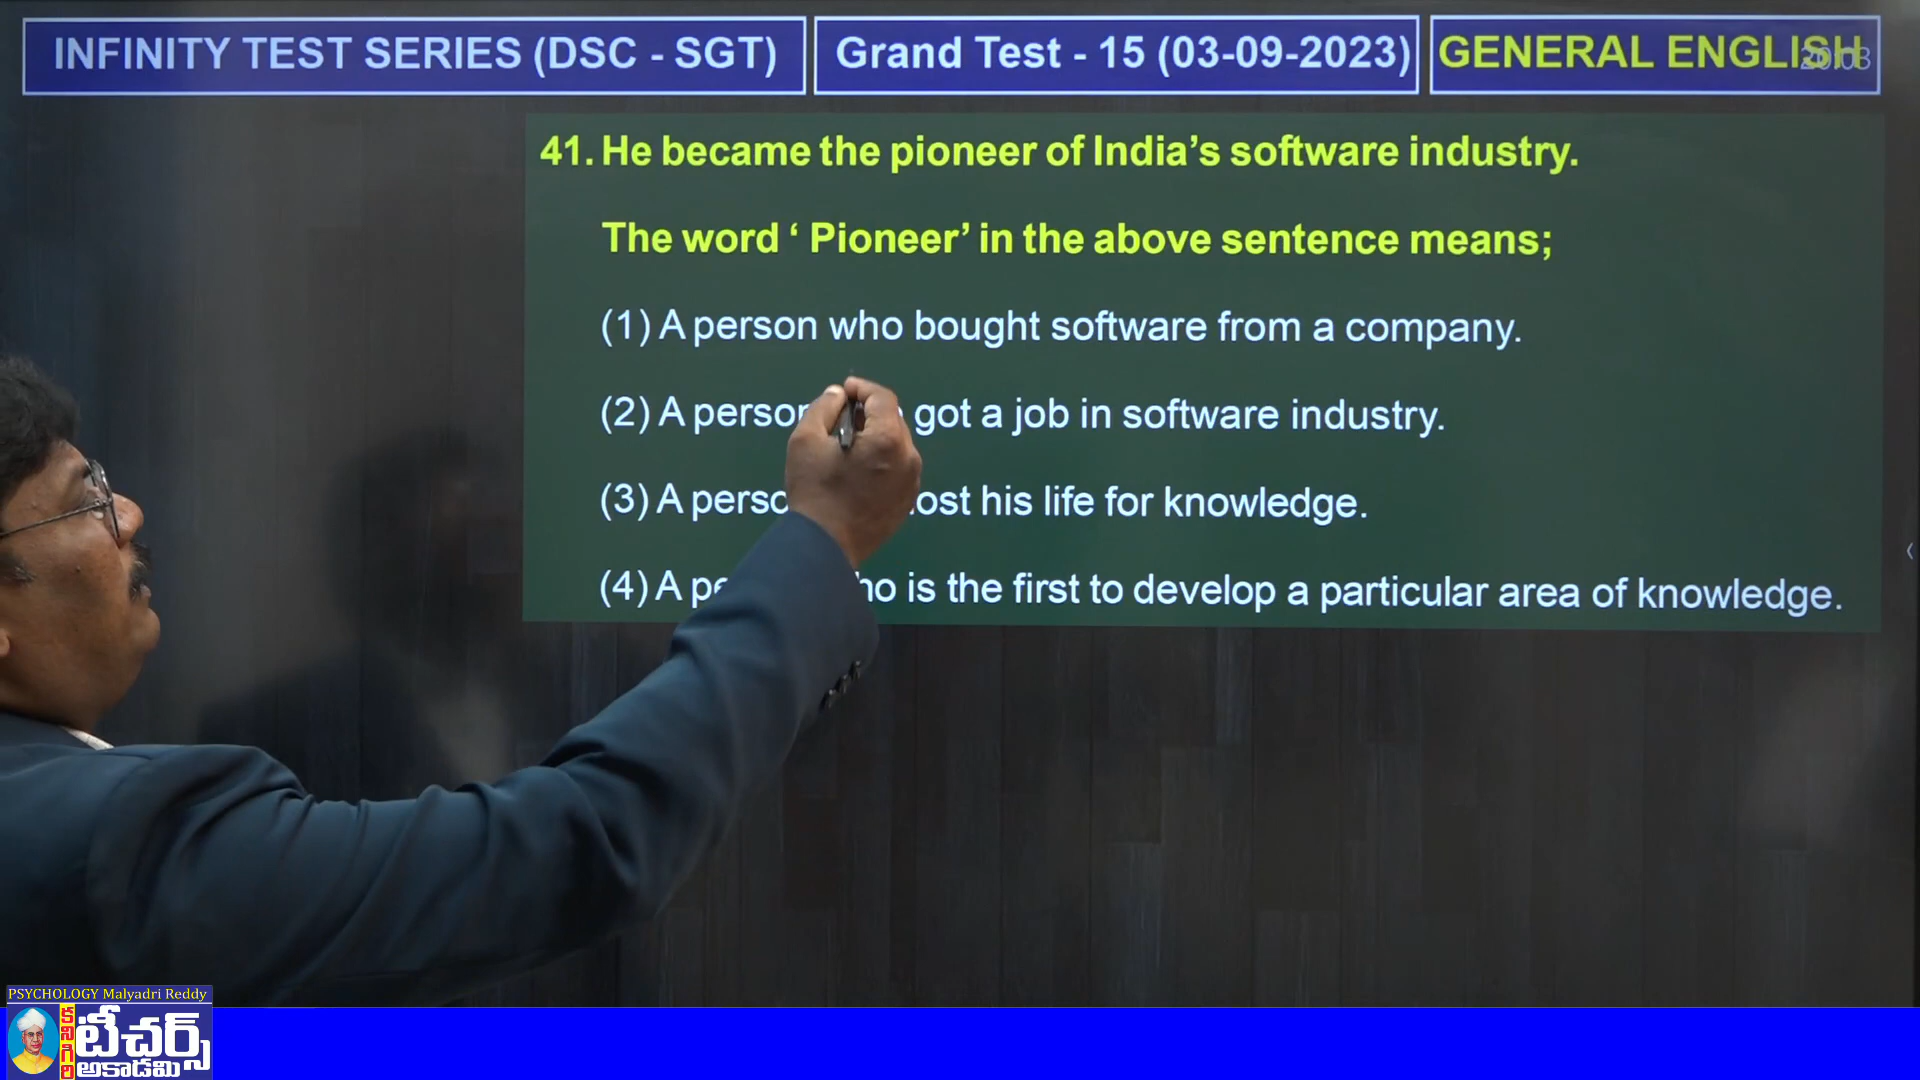 INFINITY TEST SERIES (DSC - SGT)
Grand Test - 15 (03-09-2023)
GENERAL ENGLISH
20:03
41. He became the pioneer of India's software industry.
The word ‘ Pioneer’ in the above sentence means;
(1) A person who bought software from a company.
(2) A person got a job in software industry.
(3) A lost his life for knowledge.
(4) A is the first to develop a particular area of knowledge.
PSYCHOLOGY Malyadri Reddy
కనిగిరి
టీచర్స్
అకాడమి